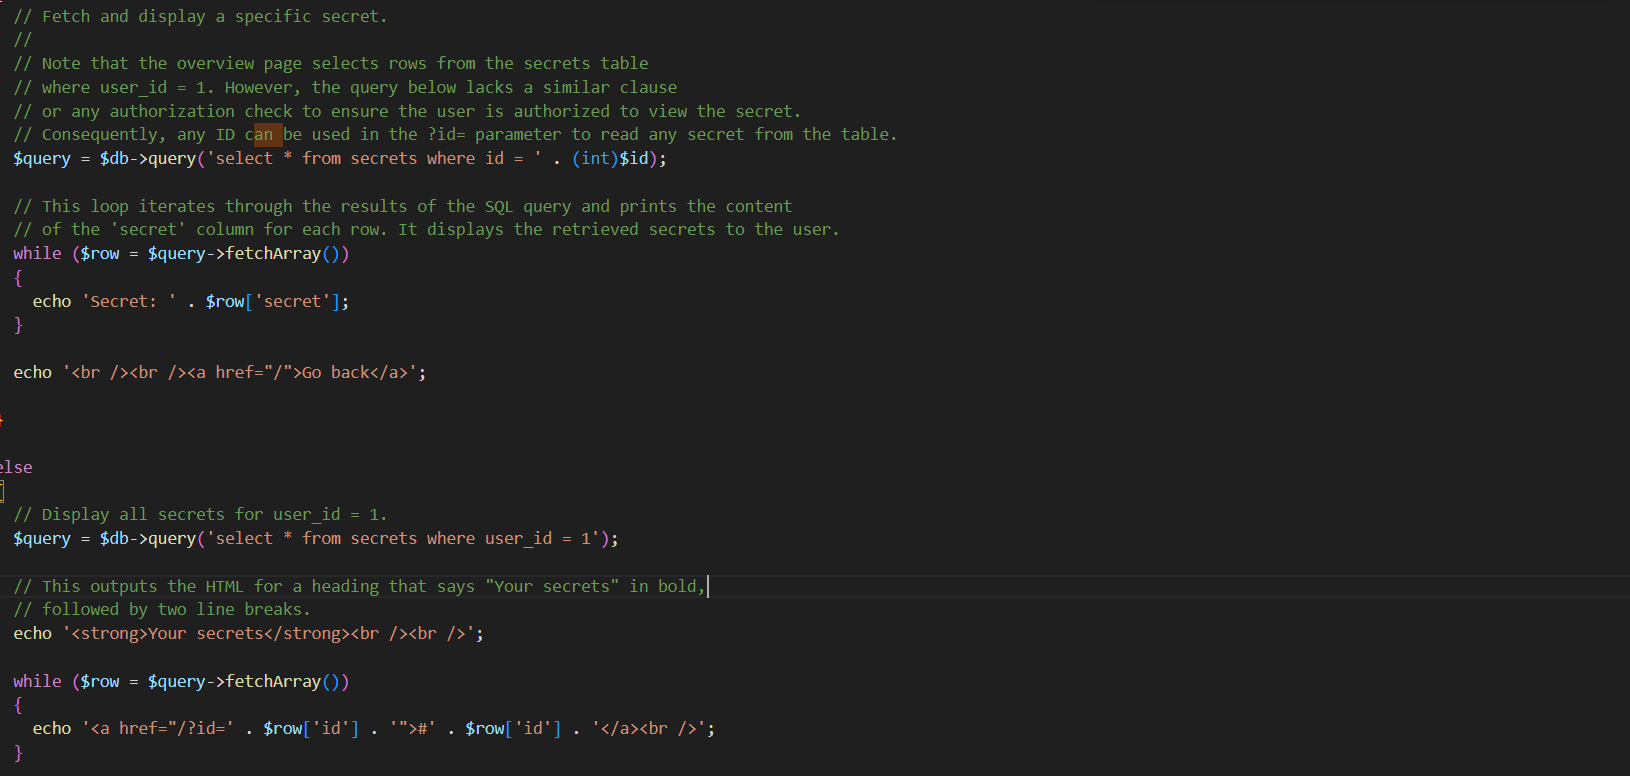 // Fetch and display a specific secret.
//
// Note that the overview page selects rows from the secrets table
// where user_id = 1. However, the query below lacks a similar clause
// or any authorization check to ensure the user is authorized to view the secret.
// Consequently, any ID can be used in the ?id= parameter to read any secret from the table.
$query = $db->query('select * from secrets where id = ' . (int)$id);
// This loop iterates through the results of the SQL query and prints the content
// of the 'secret' column for each row. It displays the retrieved secrets to the user.
while ($row = $query->fetchArray())
{
echo 'Secret: ' . $row['secret'];
}
echo '<br /><br /><a href="/">Go back</a>';
}
else
{
// Display all secrets for user_id = 1.
$query = $db->query('select * from secrets where user_id = 1');
// This outputs the HTML for a heading that says "Your secrets" in bold,
// followed by two line breaks.
echo '<strong>Your secrets</strong><br /><br />';
while ($row = $query->fetchArray())
{
echo '<a href="/?id=' . $row['id'] . '">#' . $row['id'] . '</a><br />';
}